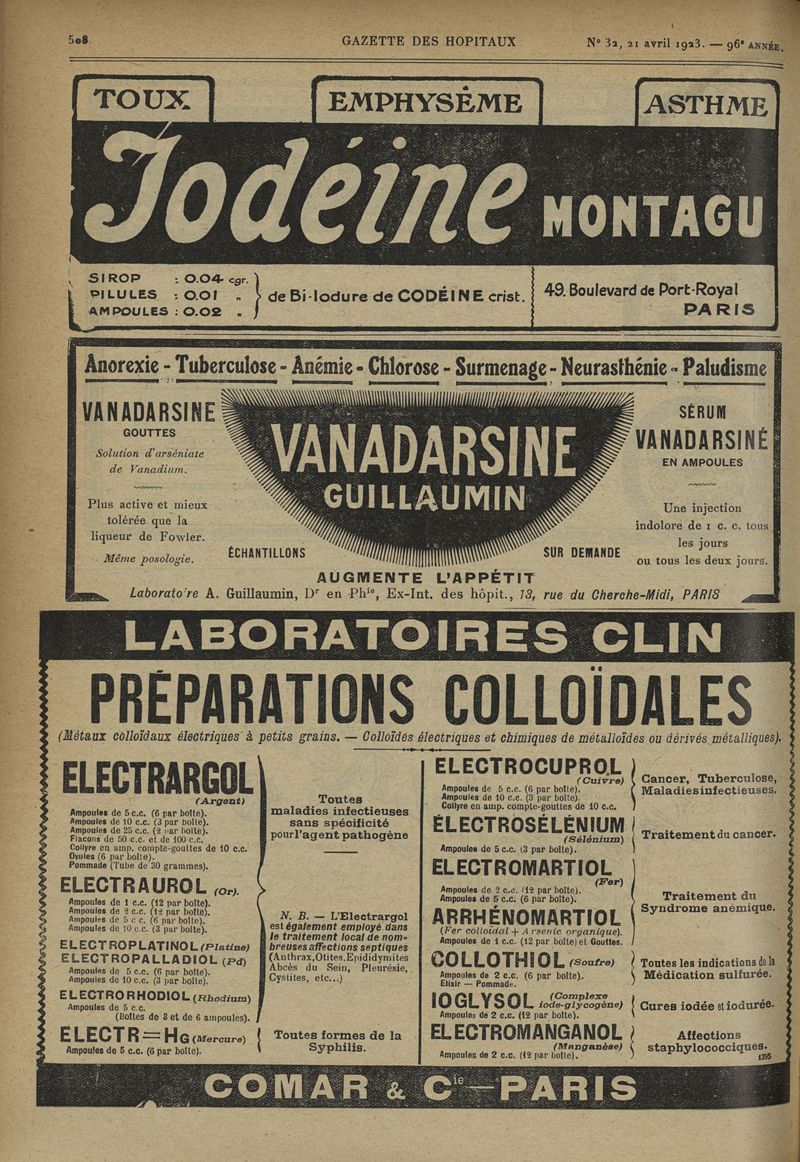 508
GAZETTE DES HOPITAUX
N° 32, 21 avril 1923. — 96e ANNÉE.
TOUX
EMPHYSÈME
ASTHME
Iodéine MONTAGU
SIROP : 0.04 cgr.
PILULES : 0.01 „
AMPOULES : 0.02 „
de Bi-Iodure de CODÉINE crist.
49, Boulevard de Port-Royal
PARIS
Anorexie - Tuberculose - Anémie - Chlorose - Surmenage - Neurasthénie - Paludisme
VANADARSINE
GOUTTES
Solution d'arséniate
de Vanadium.
Plus active et mieux
tolérée que la
liqueur de Fowler.
Même posologie.
VANADARSINE
GUILLAUMIN
ÉCHANTILLONS
SUR DEMANDE
SÉRUM
VANADARSINÉ
EN AMPOULES
Une injection
indolore de 1 c. c. tous
les jours
ou tous les deux jours.
AUGMENTE L'APPÉTIT
Laboratoire A. Guillaumin, Dr en Phie, Ex-Int. des hôpit., 13, rue du Cherche-Midi, PARIS
LABORATOIRES CLIN
PRÉPARATIONS COLLOÏDALES
(Métaux colloïdaux électriques à petits grains. — Colloïdes électriques et chimiques de métalloïdes ou dérivés métalliques).
ELECTRARGOL
(Argent)
Ampoules de 5 c.c. (6 par boîte).
Ampoules de 10 c.c. (3 par boîte).
Ampoules de 25 c.c. (2 par boîte).
Flacons de 50 c.c. et de 100 c.c.
Collyre en amp. compte-gouttes de 10 c.c.
Ovules (6 par boîte).
Pommade (Tube de 30 grammes).
ELECTRAUROL (Or).
Ampoules de 1 c.c. (12 par boîte).
Ampoules de 2 c.c. (12 par boîte).
Ampoules de 5 c c. (6 par boîte).
Ampoules de 10 c.c. (3 par boîte).
ELECTROPLATINOL (Platine)
ELECTROPALLADIOL (Pd)
Ampoules de 5 c.c. (6 par boîte).
Ampoules de 10 c.c. (3 par boîte).
ELECTRORHODIOL (Rhodium)
Ampoules de 5 c.c.
(Boîtes de 3 et de 6 ampoules).
ELECTR=Hg (Mercure)
Ampoules de 5 c.c. (6 par boîte).
Toutes
maladies infectieuses
sans spécificité
pour l'agent pathogène
N. B. — L'Electrargol
est également employé dans
le traitement local de nom-
breuses affections septiques
(Anthrax, Otites, Epididymites
Abcès du Sein, Pleurésie,
Cystites, etc...)
Toutes formes de la
Syphilis.
ELECTROCUPROL
(Cuivre)
Ampoules de 5 c.c. (6 par boîte).
Ampoules de 10 c.c. (3 par boîte).
Collyre en amp. compte-gouttes de 10 c.c.
Cancer, Tuberculose,
Maladies infectieuses.
ÉLECTROSÉLÉNIUM
(Sélénium)
Ampoules de 5 c.c. (3 par boîte).
Traitement du cancer.
ELECTROMARTIOL
(Fer)
Ampoules de 2 c.c. (12 par boîte).
Ampoules de 5 c.c. (6 par boîte).
ARRHÉNOMARTIOL
(Fer colloïdal + Arsenic organique).
Ampoules de 1 c.c. (12 par boîte) et Gouttes.
Traitement du
Syndrome anémique.
COLLOTHIOL (Soufre)
Ampoules de 2 c.c. (6 par boîte).
Elixir — Pommade.
Toutes les indications de la
Médication sulfurée.
IOGLYSOL (Complexe
iode-glycogène)
Ampoules de 2 c.c. (12 par boîte).
Cures iodée et iodurée.
ELECTROMANGANOL
(Manganèse)
Ampoules de 2 c.c. (12 par boîte).
Affections
staphylococciques.
1395
COMAR & Cie — PARIS